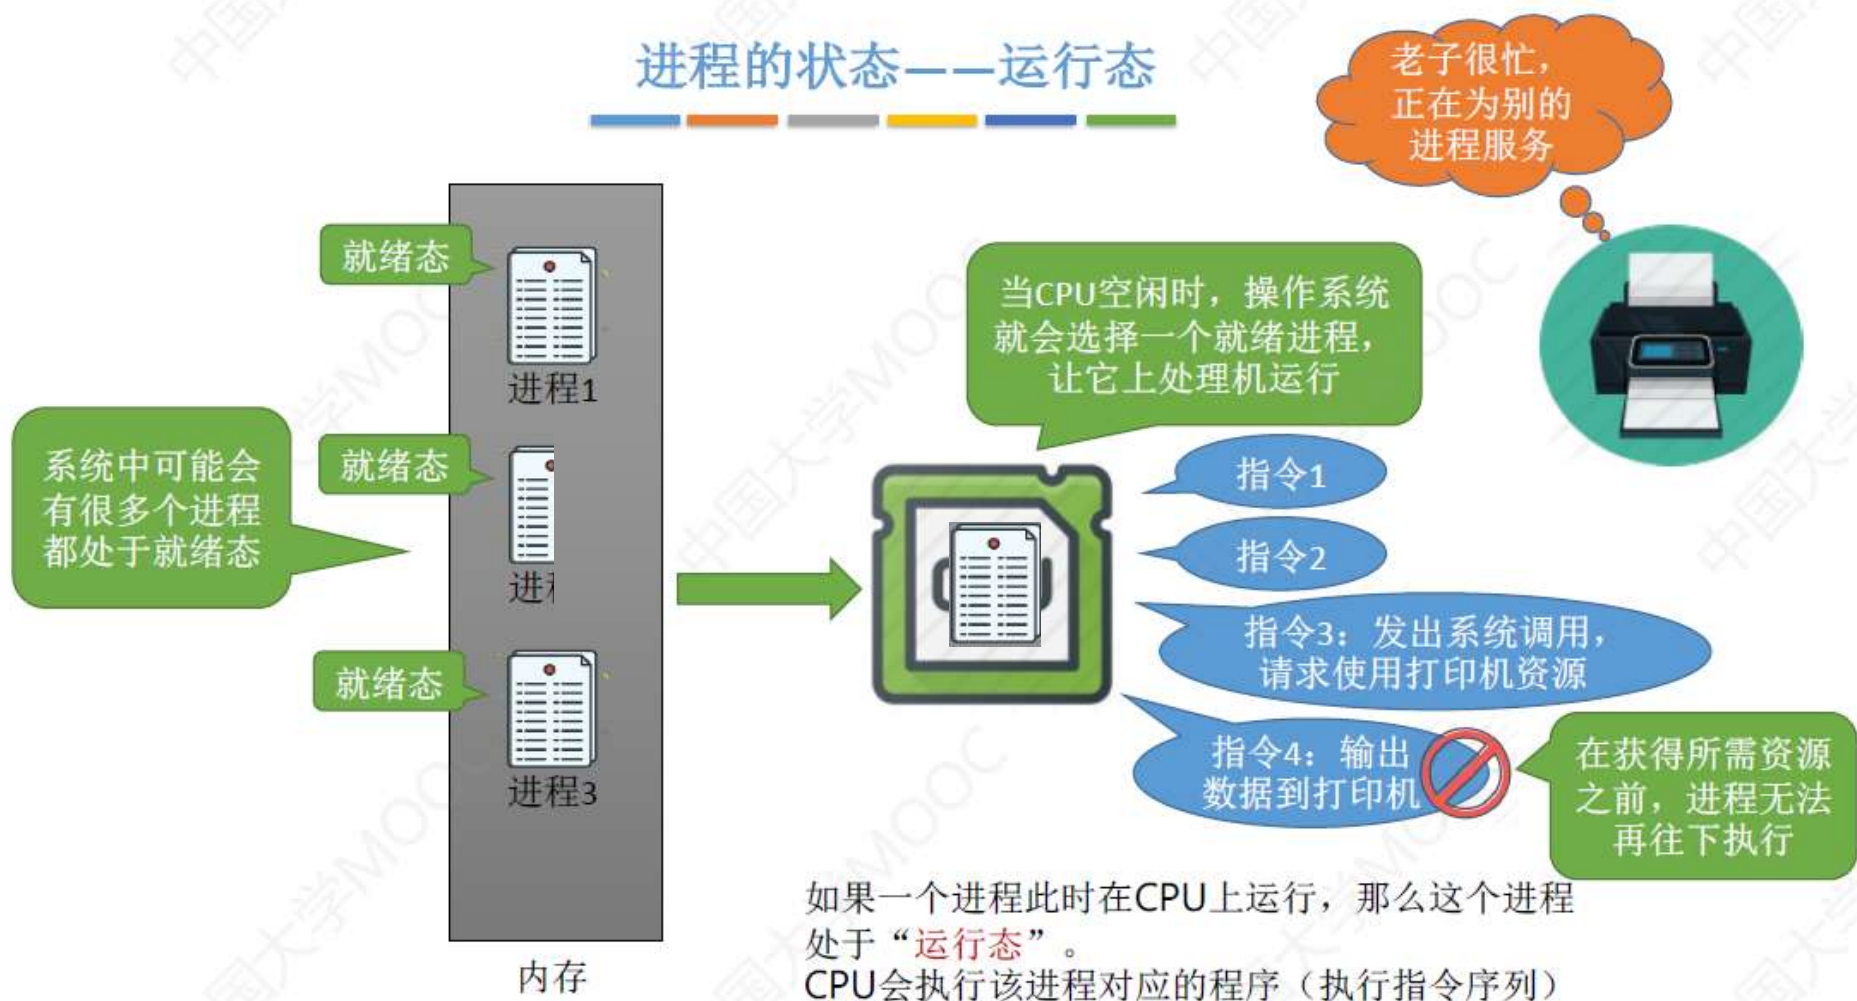 进程的状态——运行态
老子很忙，
正在为别的
进程服务
就绪态
进程1
系统中可能会
有很多个进程
都处于就绪态
就绪态
进
就绪态
进程3
内存
当CPU空闲时，操作系统
就会选择一个就绪进程，
让它上处理机运行
指令1
指令2
指令3：发出系统调用，
请求使用打印机资源
指令4：输出
数据到打印机
在获得所需资源
之前，进程无法
再往下执行
如果一个进程此时在CPU上运行，那么这个进程
处于“运行态”。
CPU会执行该进程对应的程序（执行指令序列）
中国大学MOOC